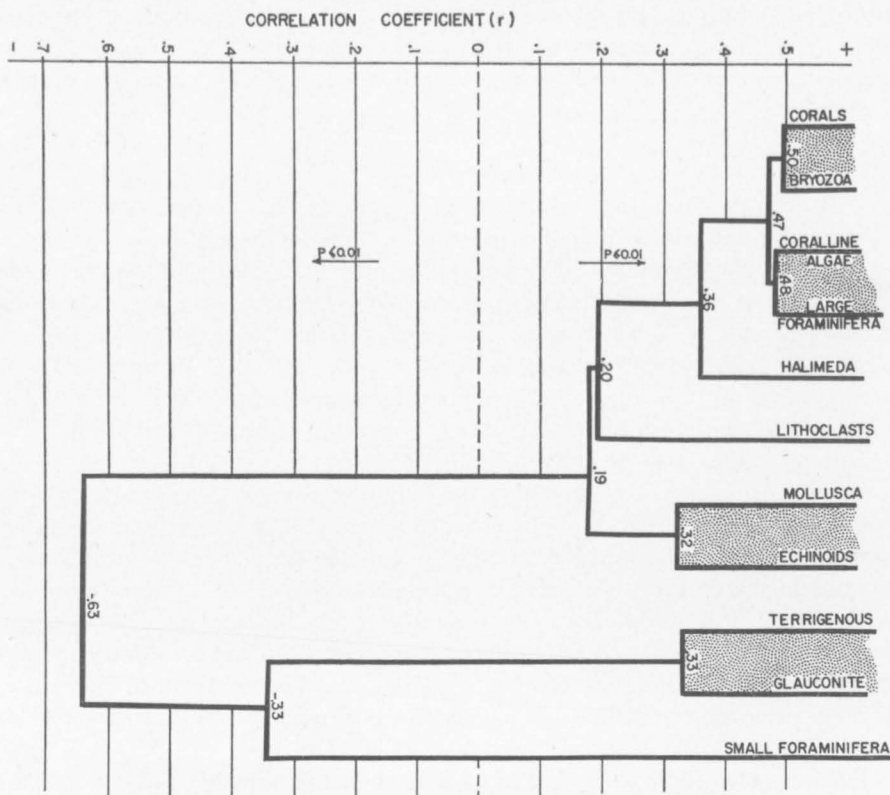 CORRELATION COEFFICIENT (r)
- .7 .6 .5 .4 .3 .2 .1 .0 .1 .2 .3 .4 .5 +
CORALS
.50
BRYOZOA
.47
P≤0.01
P≤0.01
CORALLINE
ALGAE
.48
LARGE
FORAMINIFERA
.36
HALIMEDA
.20
LITHOCLASTS
.19
MOLLUSCA
.32
ECHINOIDS
-.63
TERRIGENOUS
.33
GLAUCONITE
-.33
SMALL FORAMINIFERA